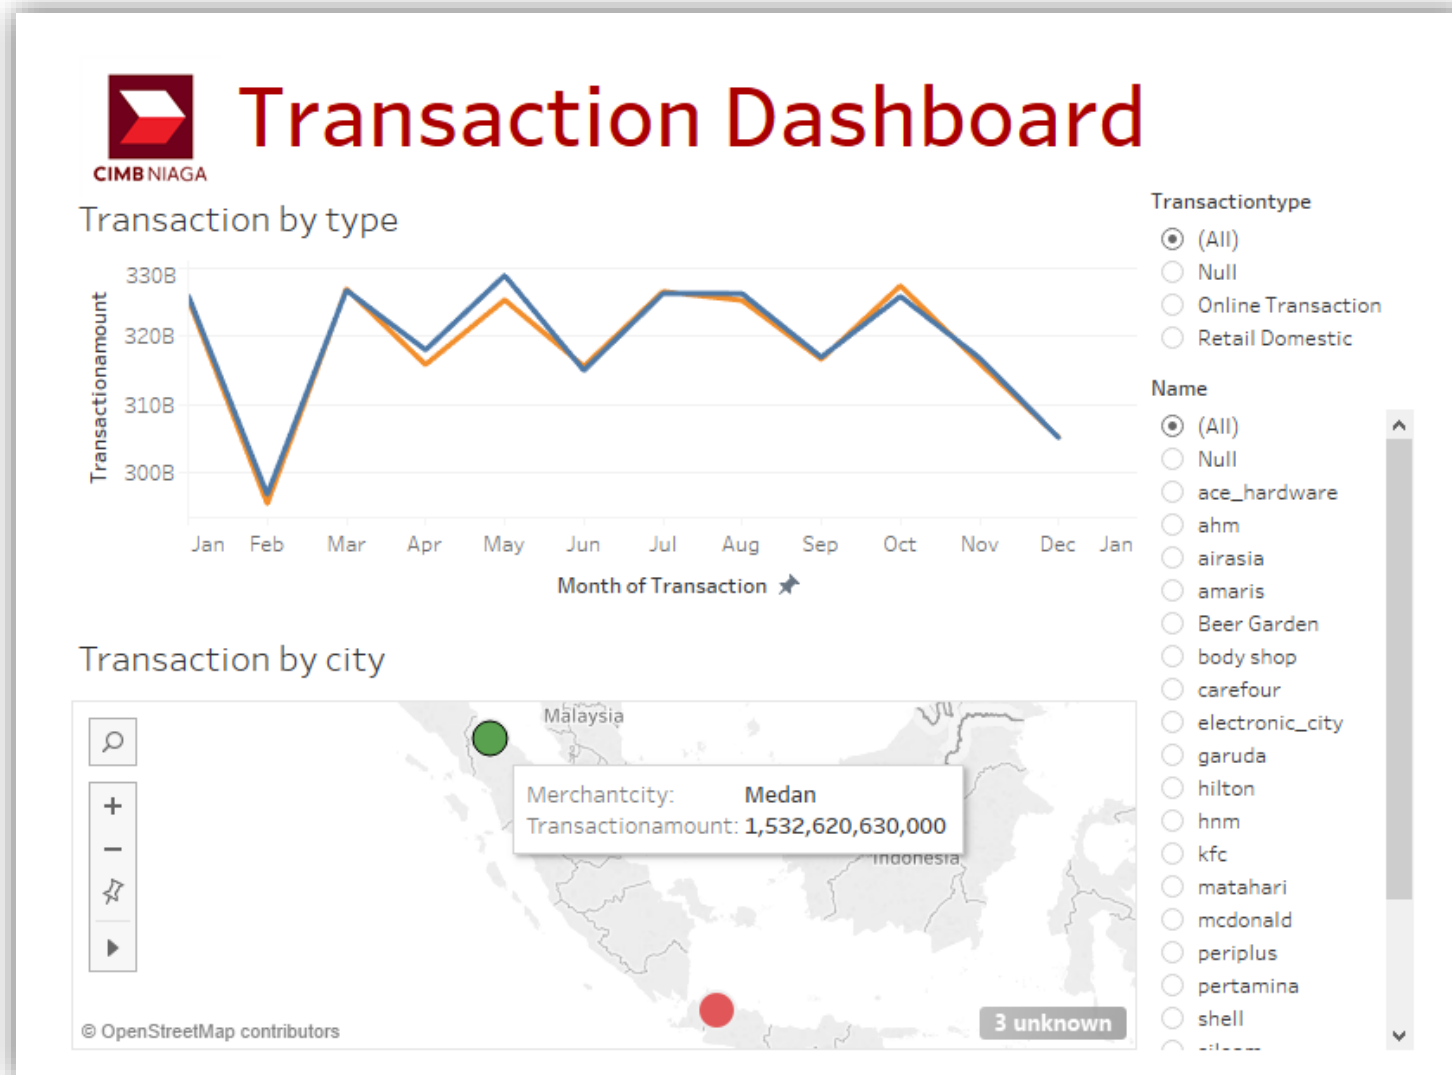 Transaction Dashboard
CIMB NIAGA
Transaction by type
Transactionamount
330B
320B
310B
300B
Jan Feb Mar Apr May Jun Jul Aug Sep Oct Nov Dec Jan
Month of Transaction
Transactiontype
(All)
Null
Online Transaction
Retail Domestic
Name
(All)
Null
ace_hardware
ahm
airasia
amaris
Beer Garden
body shop
carefour
electronic_city
garuda
hilton
hnm
kfc
matahari
mcdonald
periplus
pertamina
shell
Transaction by city
Malaysia
Merchantcity: Medan
Transactionamount: 1,532,620,630,000
Indonesia
3 unknown
© OpenStreetMap contributors